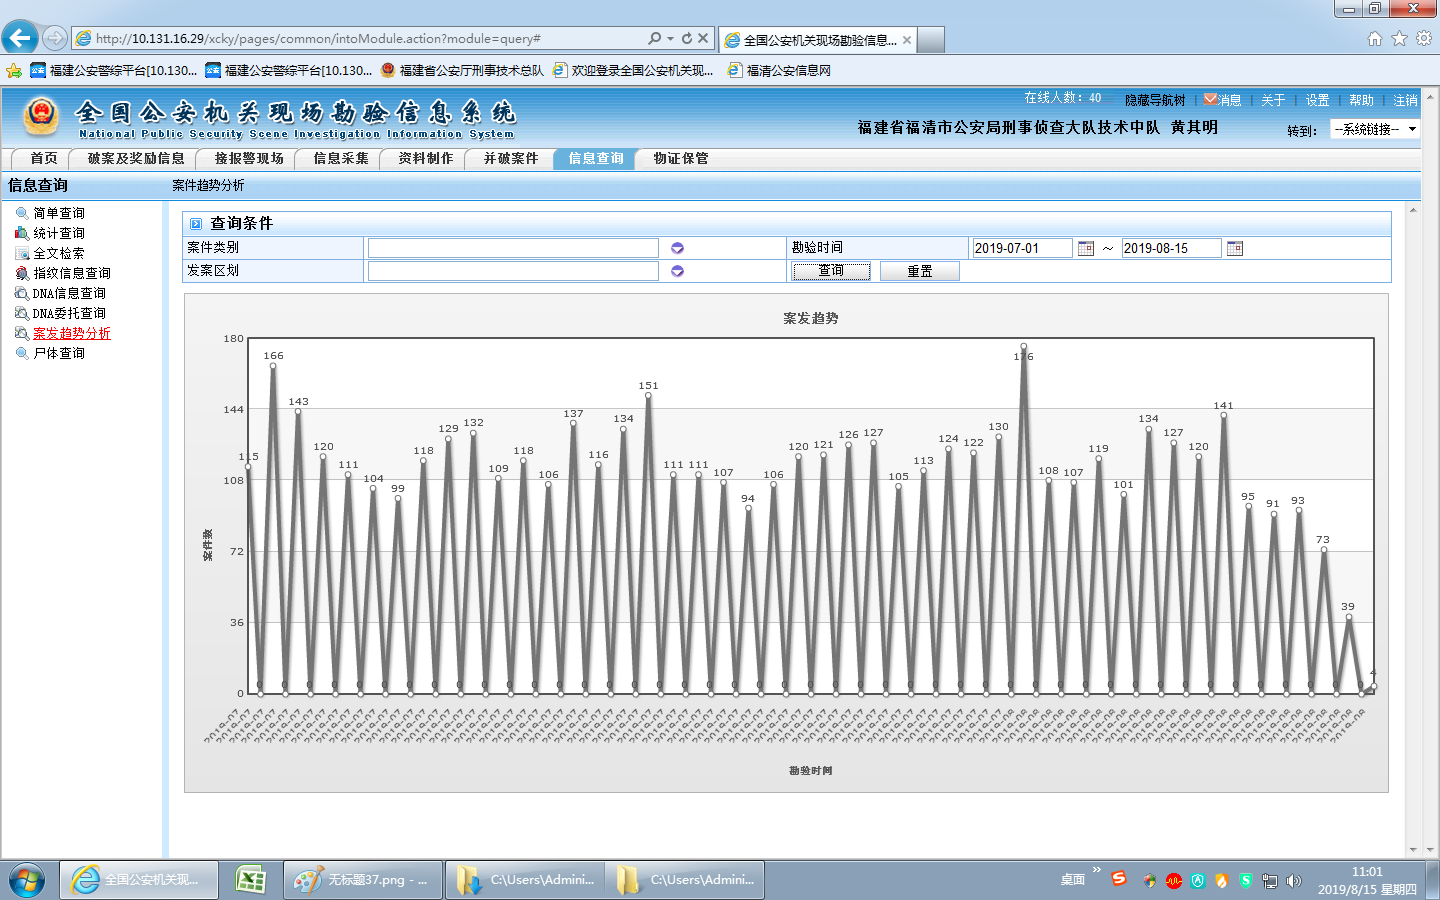 http://10.131.16.29/xcky/pages/common/intoModule.action?module=query#
全国公安机关现场勘验信息...
福建公安警综平台[10.130... 福建公安警综平台[10.130... 福建省公安厅刑事技术总队 欢迎登录全国公安机关现... 福清公安信息网
全国公安机关现场勘验信息系统
National Public Security Scene Investigation Information System
在线人数：40 隐藏导航树 消息 关于 设置 帮助 注销
福建省福清市公安局刑事侦查大队技术中队 黄其明 转到： --系统链接--
首页 破案及奖励信息 接报警现场 信息采集 资料制作 并破案件 信息查询 物证保管
信息查询 案件趋势分析
简单查询
统计查询
全文检索
指纹信息查询
DNA信息查询
DNA委托查询
案发趋势分析
尸体查询
查询条件
案件类别 勘验时间 2019-07-01 ～ 2019-08-15
发案区划 查询 重置
案发趋势
180
144
108
72
36
0
案件数
115 166 143 120 111 104 99 118 129 132 109 118 106 137 116 134 151 111 111 107 94 106 120 121 126 127 105 113 124 122 130 176 108 107 119 101 134 127 120 141 95 91 93 73 39 4
勘验时间
全国公安机关现... 无标题37.png - ... C:\Users\Admini... C:\Users\Admini... 桌面
11:01
2019/8/15 星期四